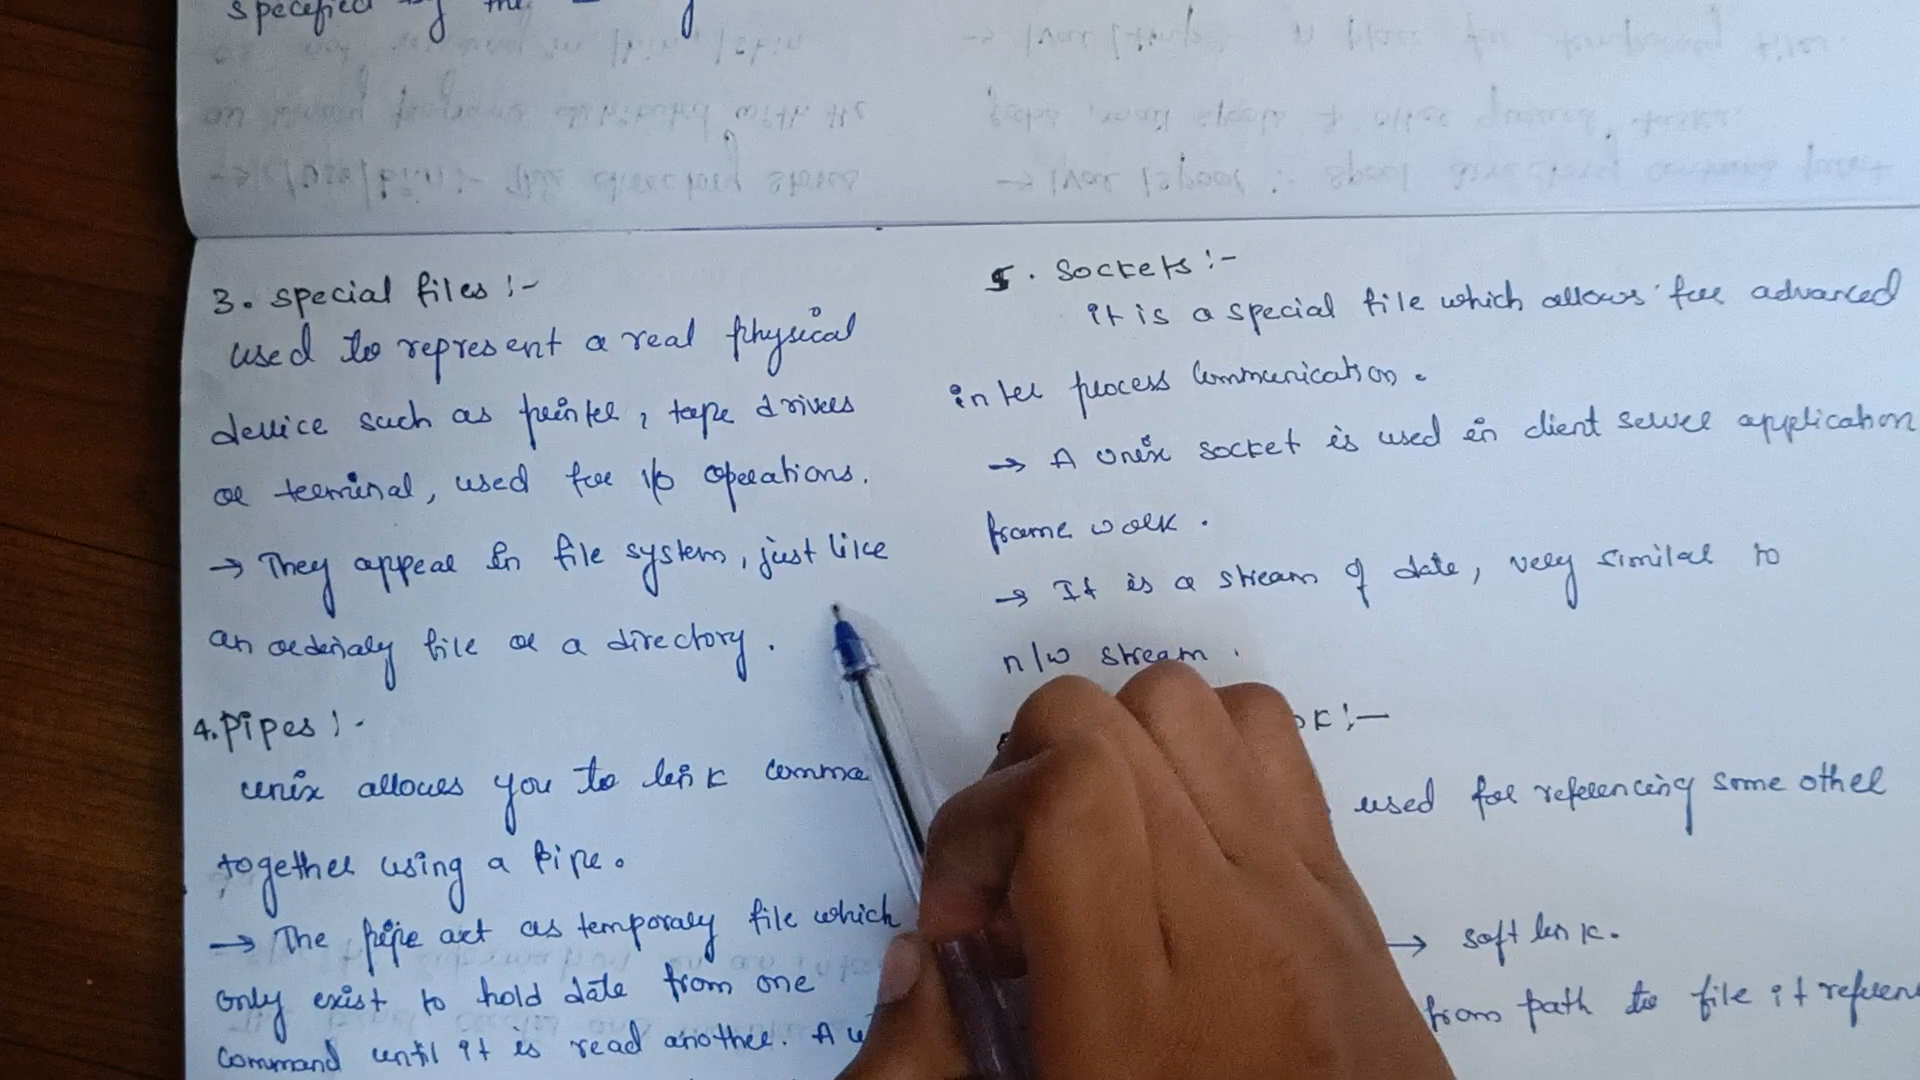 specified by the
3. special files :-
used to represent a real physical
device such as printer, tape drives
or terminal, used for i/o operations.
→ They appear in file system, just like
an ordinary file or a directory.
4. Pipes :-
unix allows you to link comma
together using a pipe.
→ The pipe act as temporary file which
only exist to hold date from one
command until it is read another. A u
5. Sockets :-
it is a special file which allows for advanced
inter process communication.
→ A unix socket is used in client server application
frame work.
→ It is a stream of date, very similar to
n/w stream.
k :-
used for referencing some other
→ soft link.
from path to file it referen